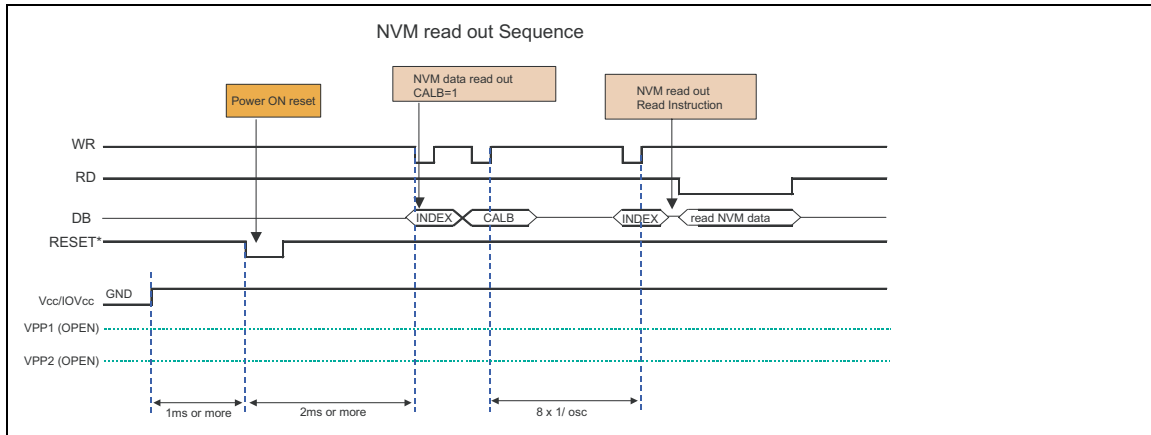 NVM read out Sequence
NVM data read out
CALB=1
NVM read out
Read Instruction
Power ON reset
WR
RD
DB
INDEX
CALB
INDEX
read NVM data
RESET*
GND
Vcc/IOVcc
VPP1 (OPEN)
VPP2 (OPEN)
1ms or more
2ms or more
8 x 1/ osc